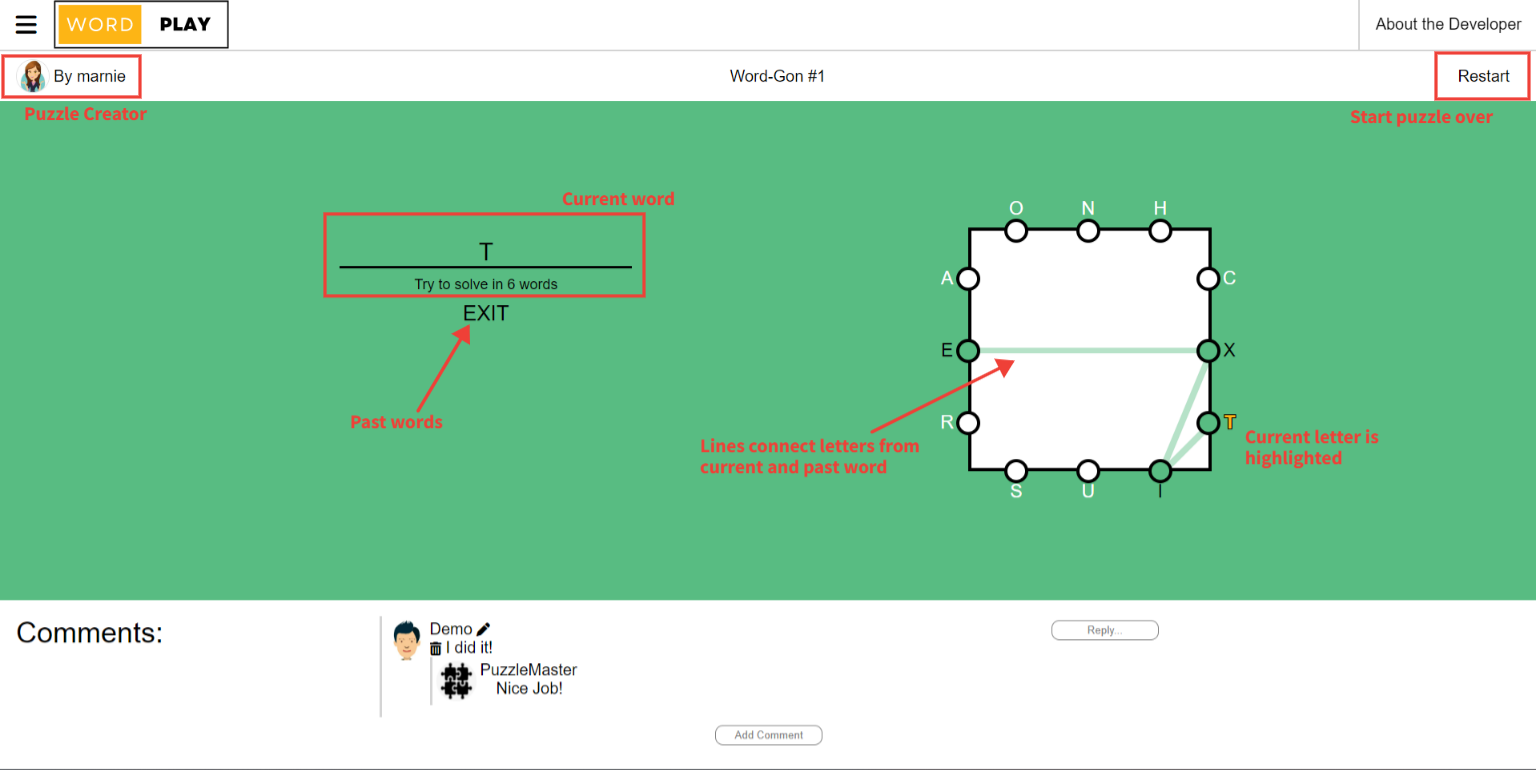 WORD PLAY
About the Developer
By marnie
Word-Gon #1
Restart
Puzzle Creator
Start puzzle over
Current word
T
Try to solve in 6 words
EXIT
Past words
O N H
A C
E X
R T
S U I
Lines connect letters from
current and past word
Current letter is
highlighted
Comments:
Demo
I did it!
Reply...
PuzzleMaster
Nice Job!
Add Comment